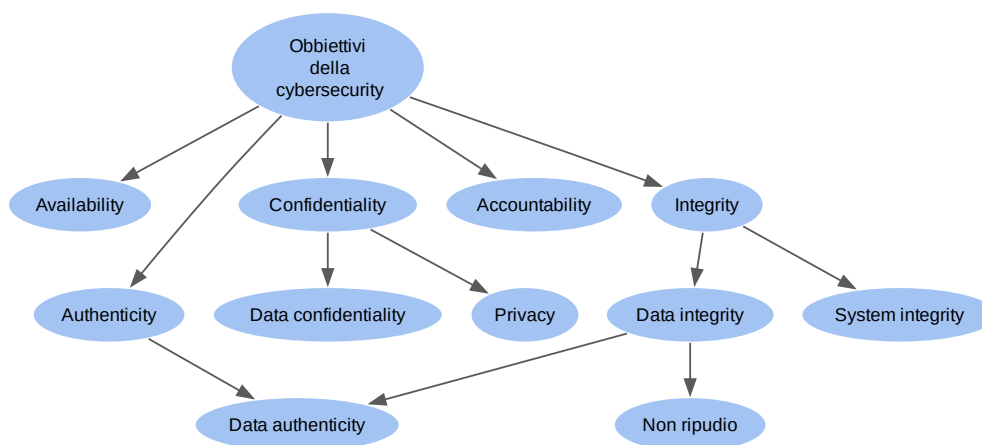 Obbiettivi
della
cybersecurity
Availability
Confidentiality
Accountability
Integrity
Authenticity
Data confidentiality
Privacy
Data integrity
System integrity
Data authenticity
Non ripudio